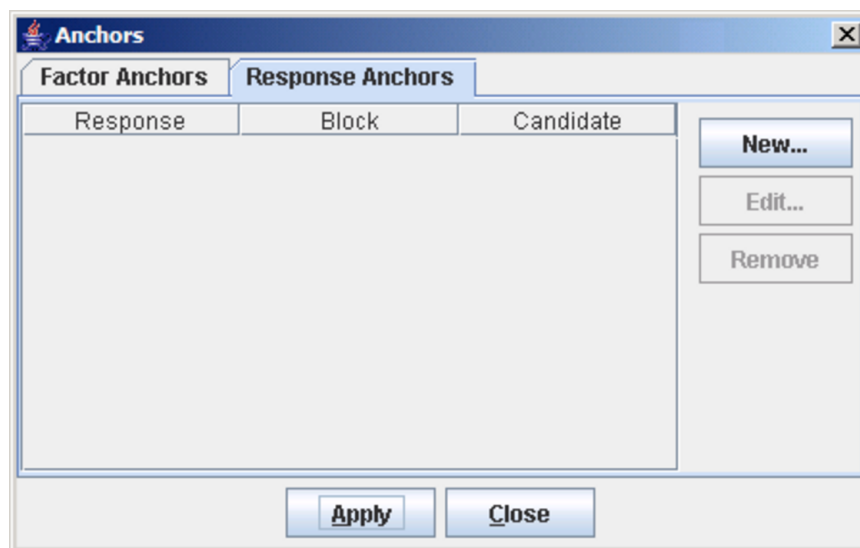 Anchors
Factor Anchors Response Anchors
Response Block Candidate
New...
Edit...
Remove
Apply Close